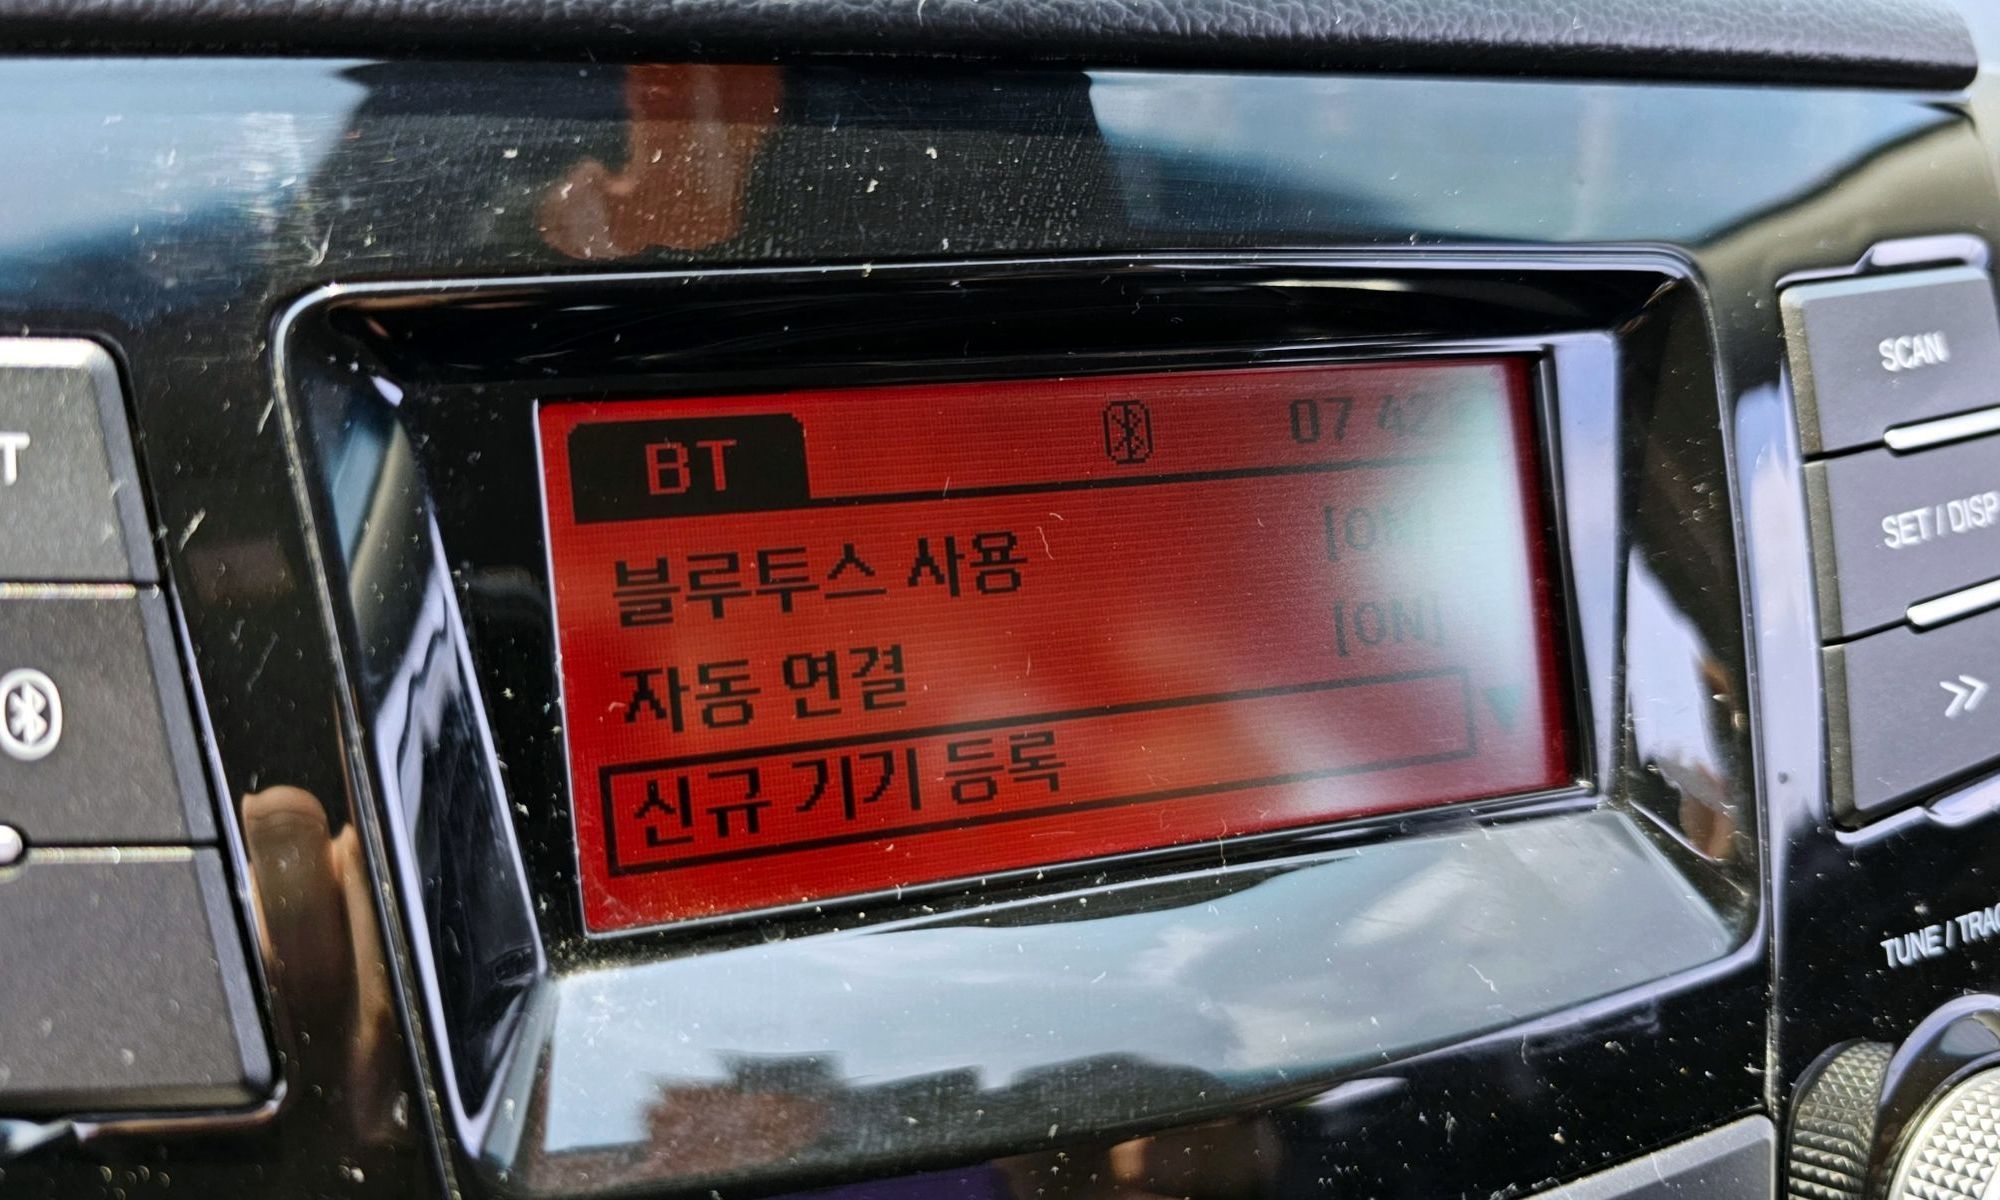 BT 07 42
블루투스 사용 [ON]
자동 연결 [ON]
신규 기기 등록
T
SCAN
SET / DISP
TUNE / TRAC